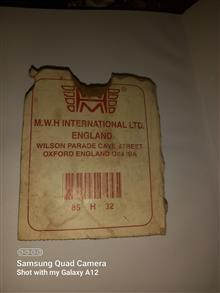 M
M.W.H INTERNATIONAL LTD.
ENGLAND
WILSON PARADE CAVE STREET
OXFORD ENGLAND
85 H 32
Samsung Quad Camera
Shot with my Galaxy A12